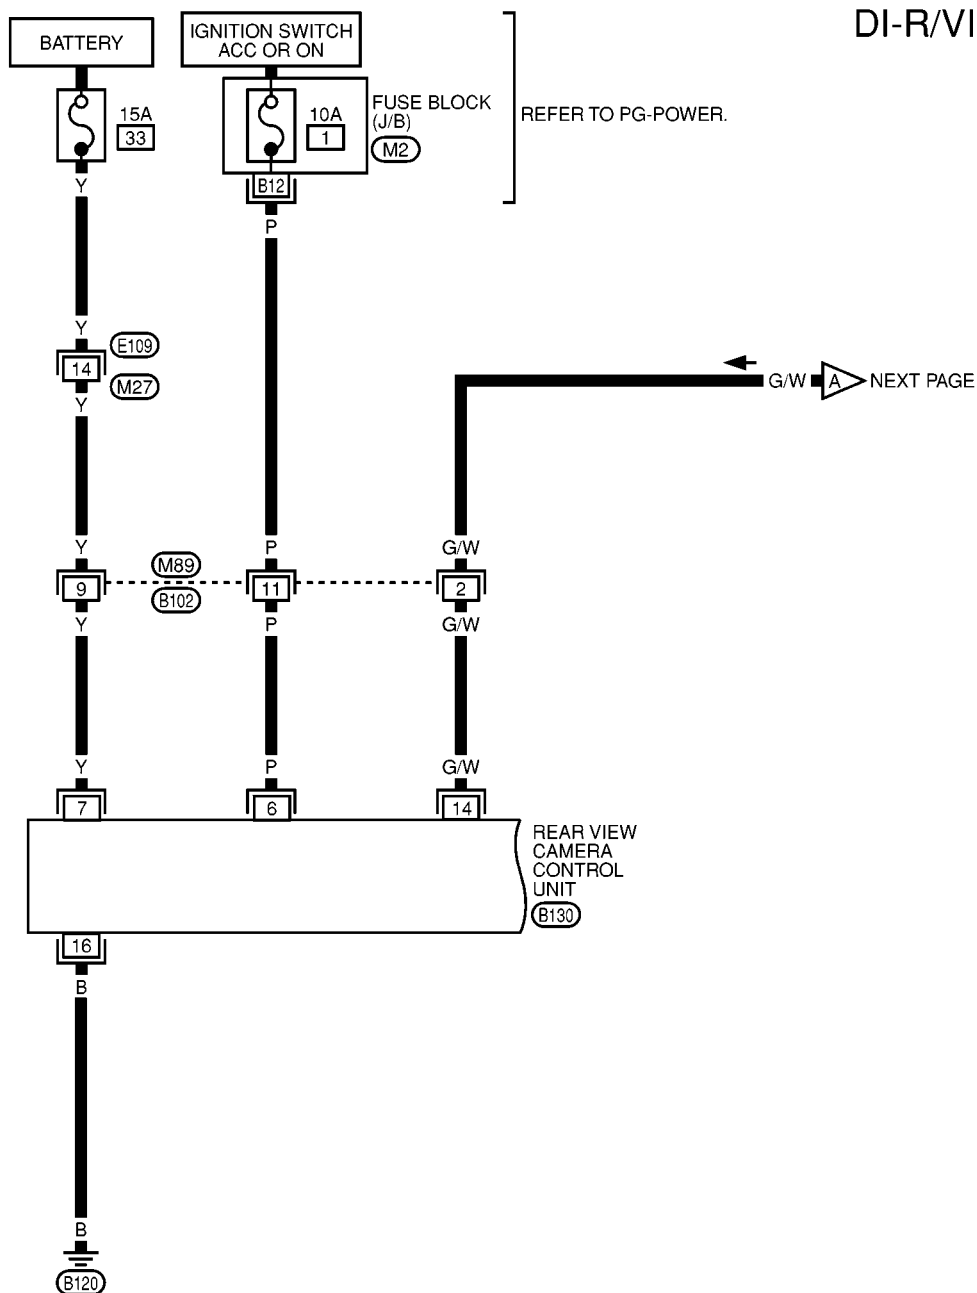 DI-R/VI
BATTERY
IGNITION SWITCH
ACC OR ON
15A
33
10A
1
FUSE BLOCK
(J/B)
M2
REFER TO PG-POWER.
B12
Y
P
Y
E109
14
M27
Y
G/W
A
NEXT PAGE
Y
P
G/W
M89
9
11
2
B102
Y
P
G/W
Y
P
G/W
7
6
14
REAR VIEW
CAMERA
CONTROL
UNIT
B130
16
B
B
B120